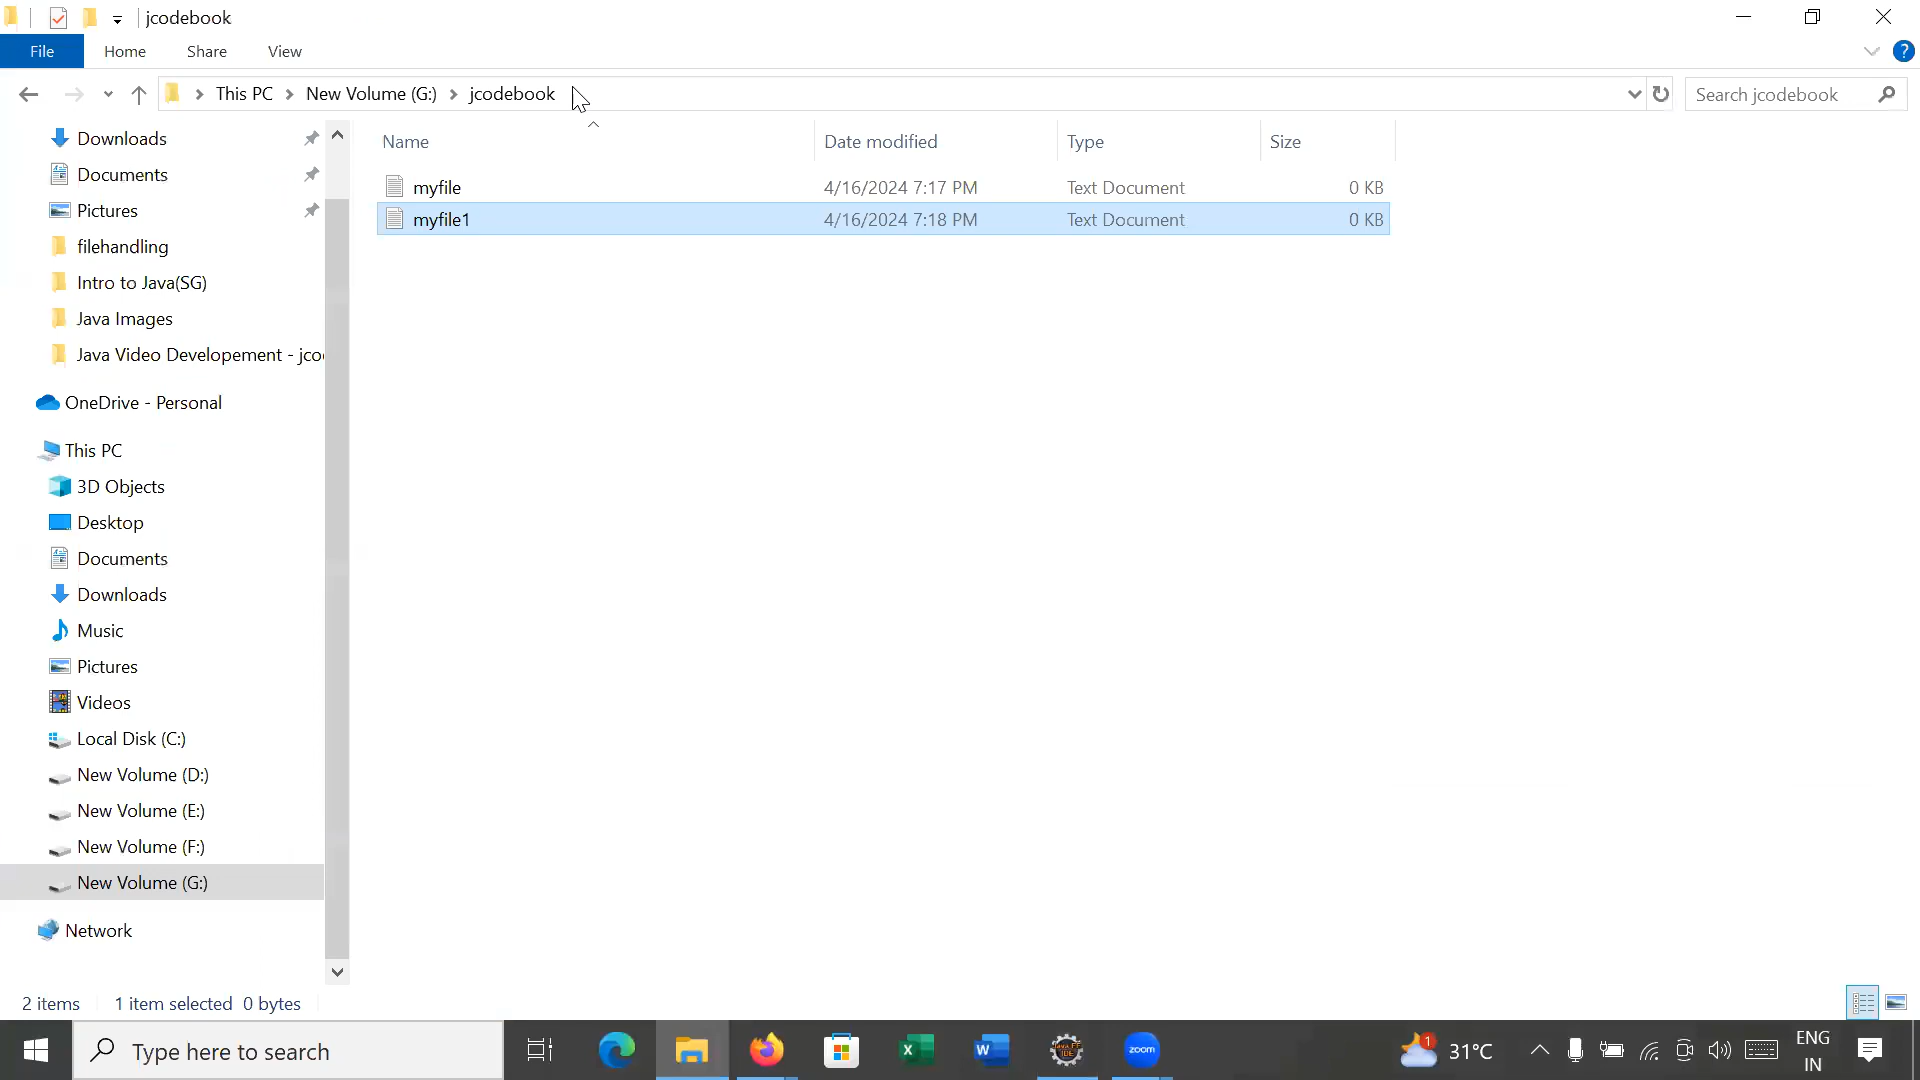 jcodebook
File Home Share View
This PC New Volume (G:) jcodebook Search jcodebook
Name Date modified Type Size
myfile 4/16/2024 7:17 PM Text Document 0 KB
myfile1 4/16/2024 7:18 PM Text Document 0 KB
Downloads
Documents
Pictures
filehandling
Intro to Java(SG)
Java Images
Java Video Developement - jco
OneDrive - Personal
This PC
3D Objects
Desktop
Documents
Downloads
Music
Pictures
Videos
Local Disk (C:)
New Volume (D:)
New Volume (E:)
New Volume (F:)
New Volume (G:)
Network
2 items 1 item selected 0 bytes
Type here to search zoom 1 31°C ENG
IN